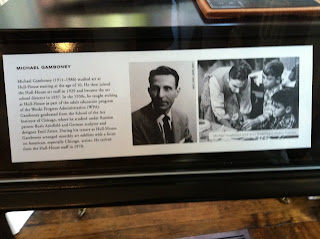 MICHAEL GAMBONEY
Michael Gamboney (1911–1988) studied art at
Hull-House starting at the age of 10. He then joined
the Hull-House art staff in 1929 and became the art
school director in 1937. In the 1930s, he taught etching
at Hull-House as part of the adult education program
of the Works Progress Administration (WPA).
Gamboney graduated from the School of the Art
Institute of Chicago, where he studied under Russian
painter Boris Anisfeld and German sculptor and
designer Emil Zettler. During his tenure at Hull-House
Gamboney arranged monthly art exhibits with a focus
on American, especially Chicago, artists. He retired
from the Hull-House staff in